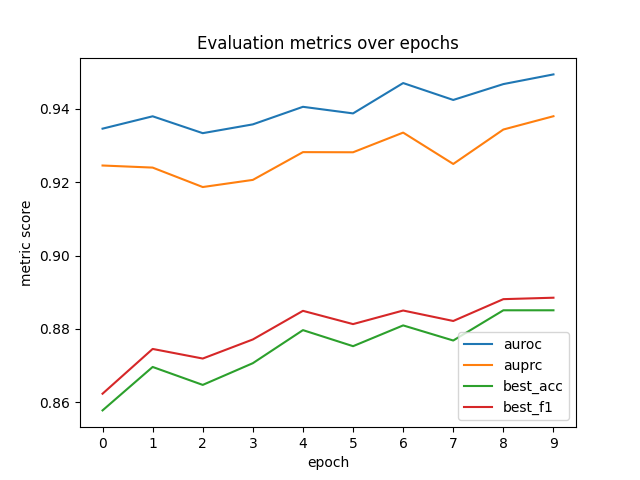 Evaluation metrics over epochs
metric score
0.94
0.92
0.90
0.88
0.86
auroc
auprc
best_acc
best_f1
0 1 2 3 4 5 6 7 8 9
epoch